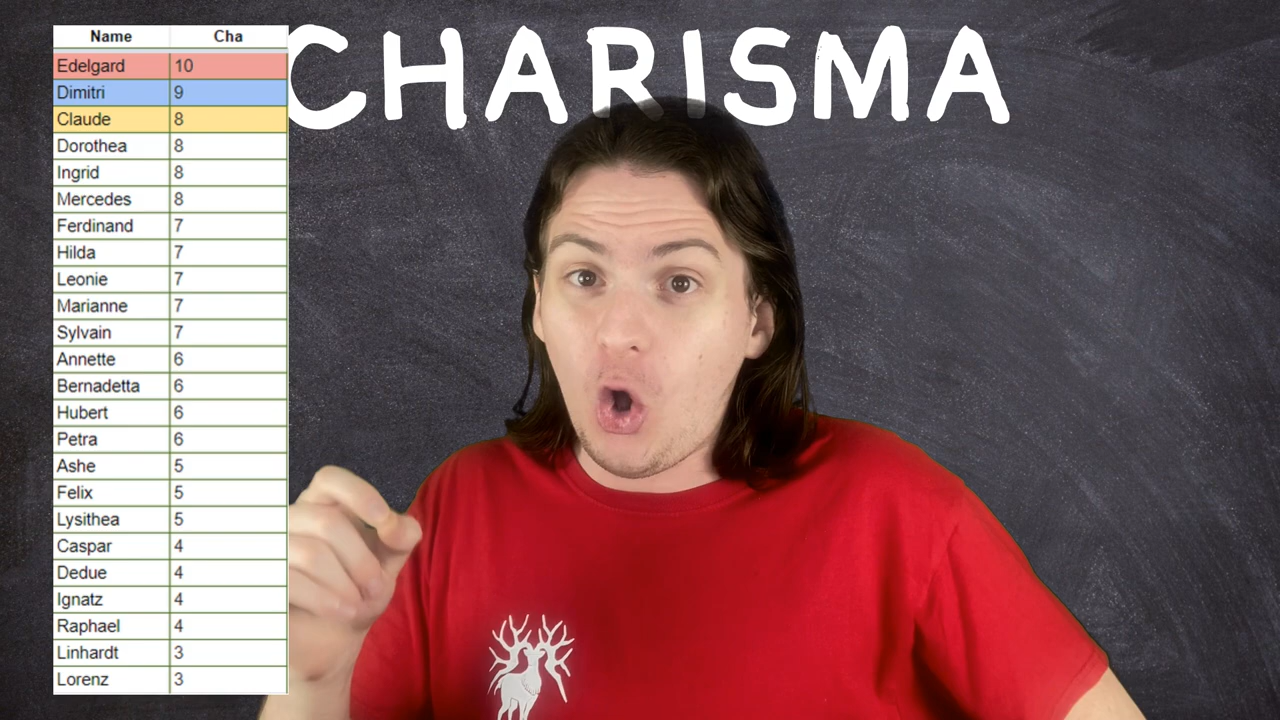 CHARISMA
Name Cha
Edelgard 10
Dimitri 9
Claude 8
Dorothea 8
Ingrid 8
Mercedes 8
Ferdinand 7
Hilda 7
Leonie 7
Marianne 7
Sylvain 7
Annette 6
Bernadetta 6
Hubert 6
Petra 6
Ashe 5
Felix 5
Lysithea 5
Caspar 4
Dedue 4
Ignatz 4
Raphael 4
Linhardt 3
Lorenz 3